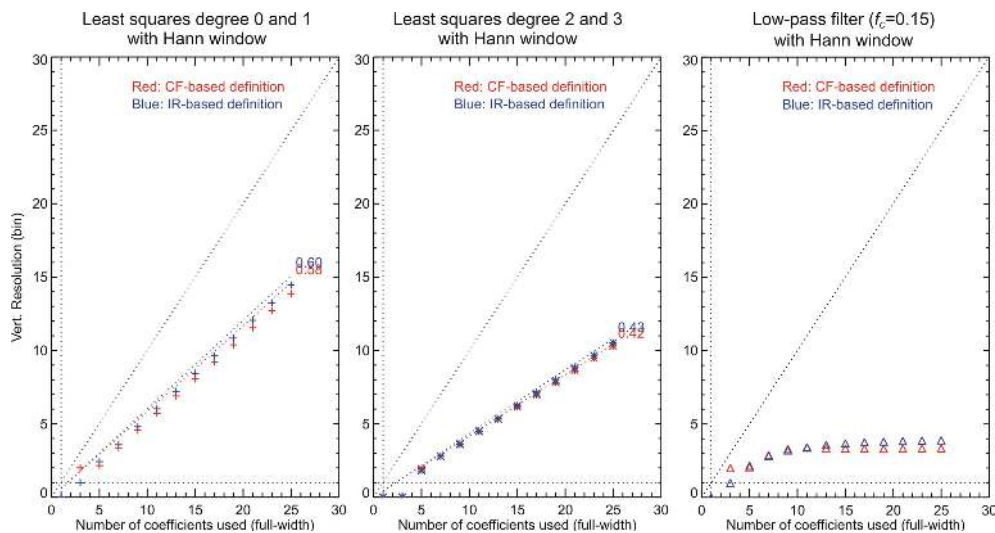 Least squares degree 0 and 1
with Hann window
Least squares degree 2 and 3
with Hann window
Low-pass filter (fc=0.15)
with Hann window
Red: CF-based definition
Blue: IR-based definition
Red: CF-based definition
Blue: IR-based definition
Red: CF-based definition
Blue: IR-based definition
Vert. Resolution (bin)
30
25
20
15
10
5
0
30
25
20
15
10
5
0
30
25
20
15
10
5
0
0.60
0.58
0.43
0.42
0 5 10 15 20 25 30
0 5 10 15 20 25 30
0 5 10 15 20 25 30
Number of coefficients used (full-width)
Number of coefficients used (full-width)
Number of coefficients used (full-width)